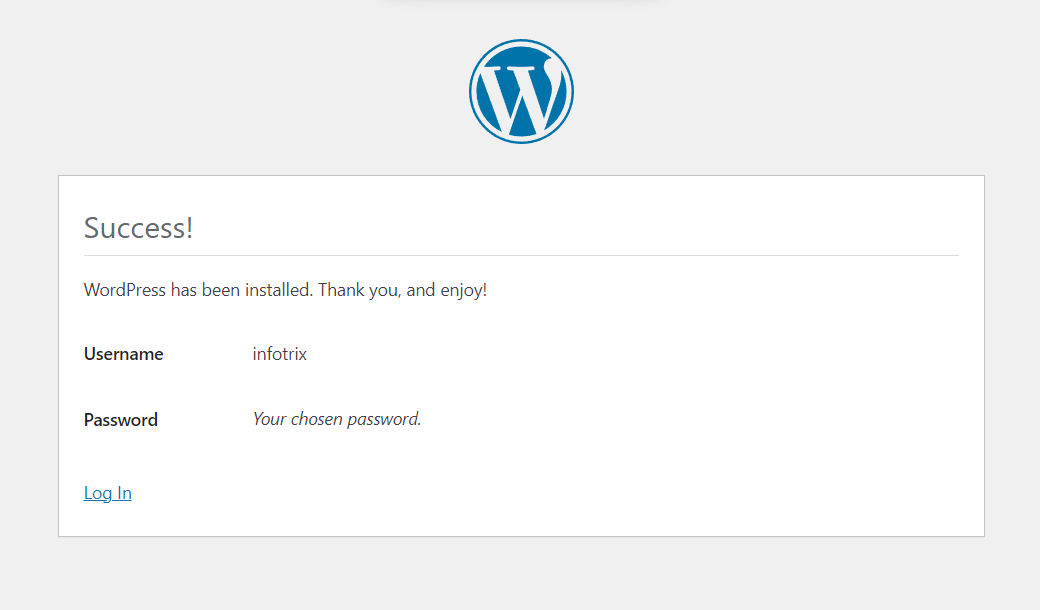 Success!
WordPress has been installed. Thank you, and enjoy!
Username infotrix
Password Your chosen password.
Log In